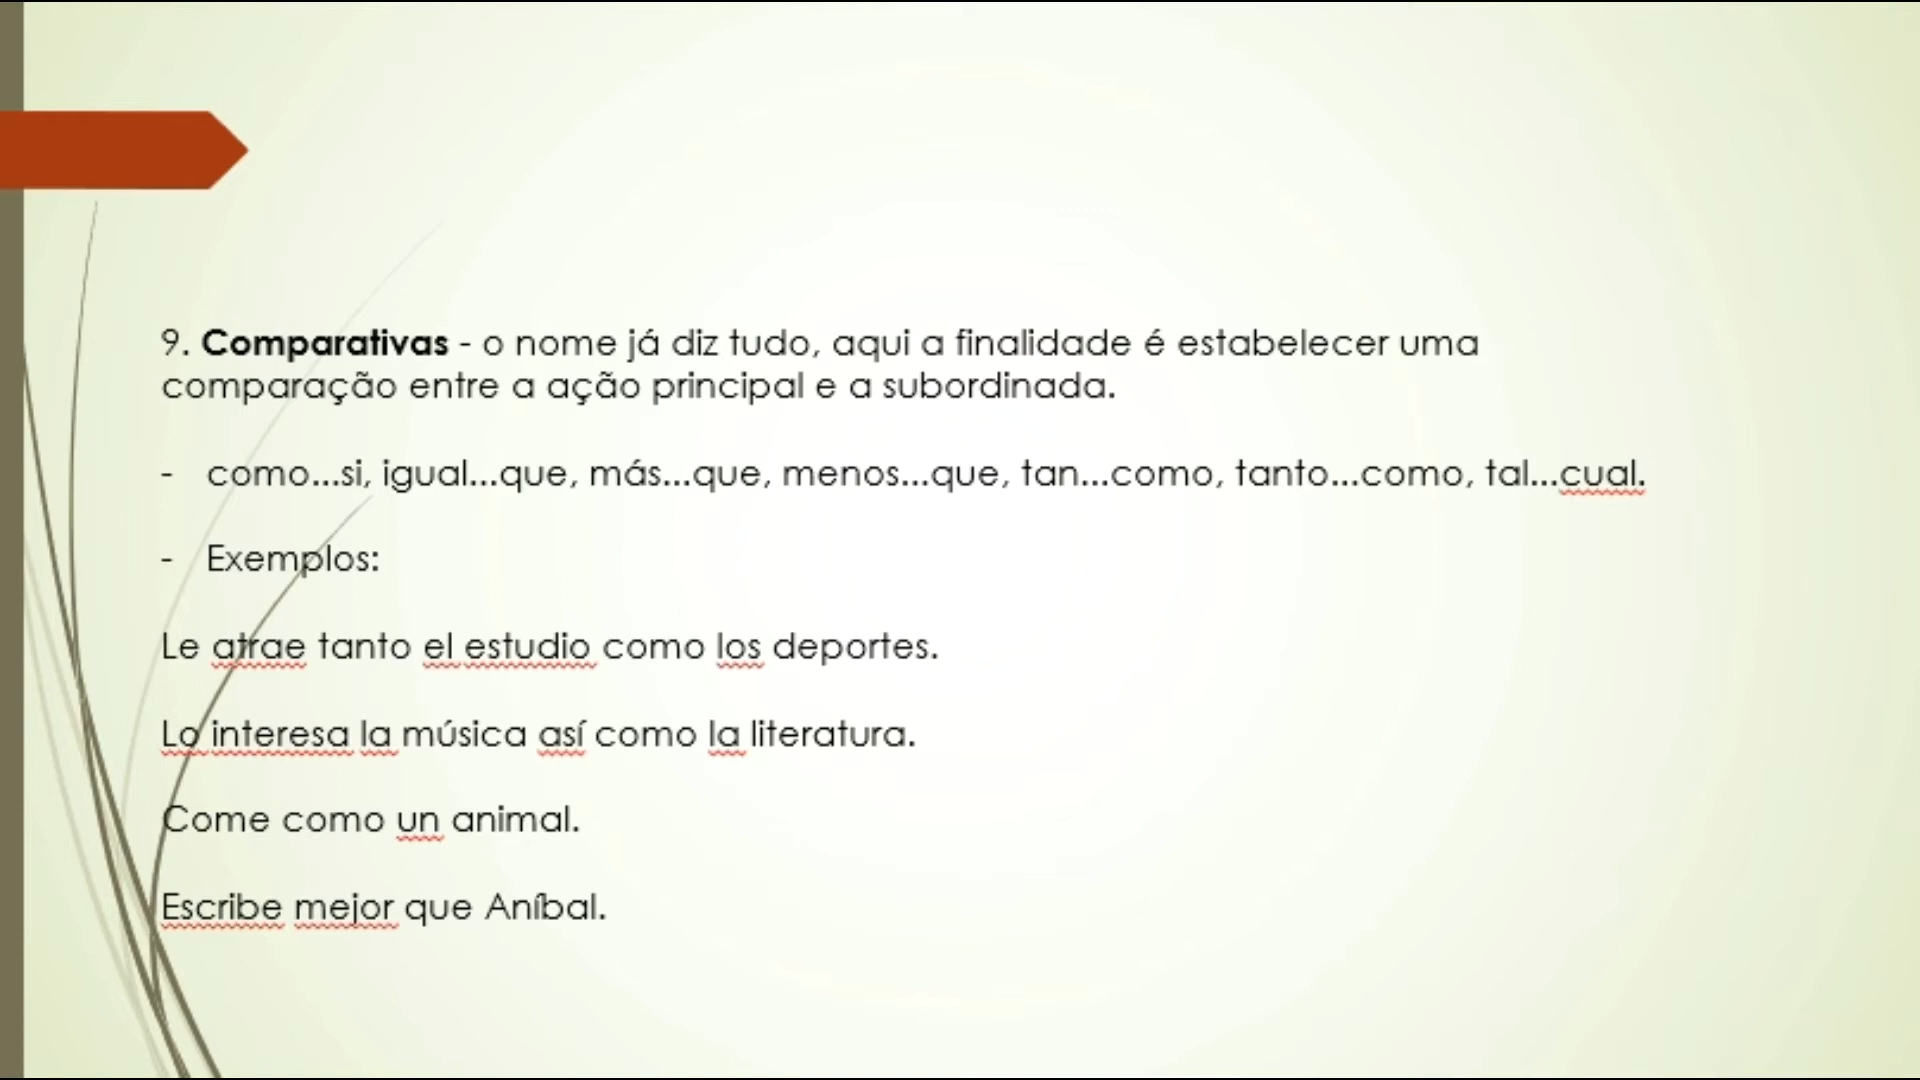 9. Comparativas - o nome já diz tudo, aqui a finalidade é estabelecer uma
comparação entre a ação principal e a subordinada.
- como...si, igual...que, más...que, menos...que, tan...como, tanto...como, tal...cual.
- Exemplos:
Le atrae tanto el estudio como los deportes.
Lo interesa la música así como la literatura.
Come como un animal.
Escribe mejor que Aníbal.